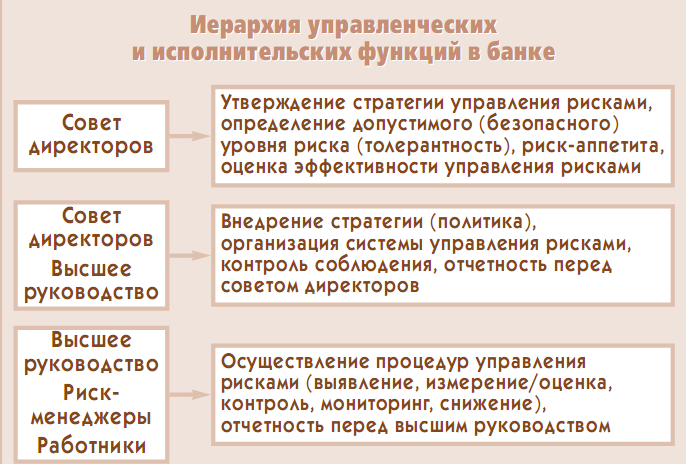 Иерархия управленческих
и исполнительских функций в банке
Совет
директоров
Утверждение стратегии управления рисками,
определение допустимого (безопасного)
уровня риска (толерантность), риск-аппетита,
оценка эффективности управления рисками
Совет
директоров
Высшее
руководство
Внедрение стратегии (политика),
организация системы управления рисками,
контроль соблюдения, отчетность перед
советом директоров
Высшее
руководство
Риск-
менеджеры
Работники
Осуществление процедур управления
рисками (выявление, измерение/оценка,
контроль, мониторинг, снижение),
отчетность перед высшим руководством